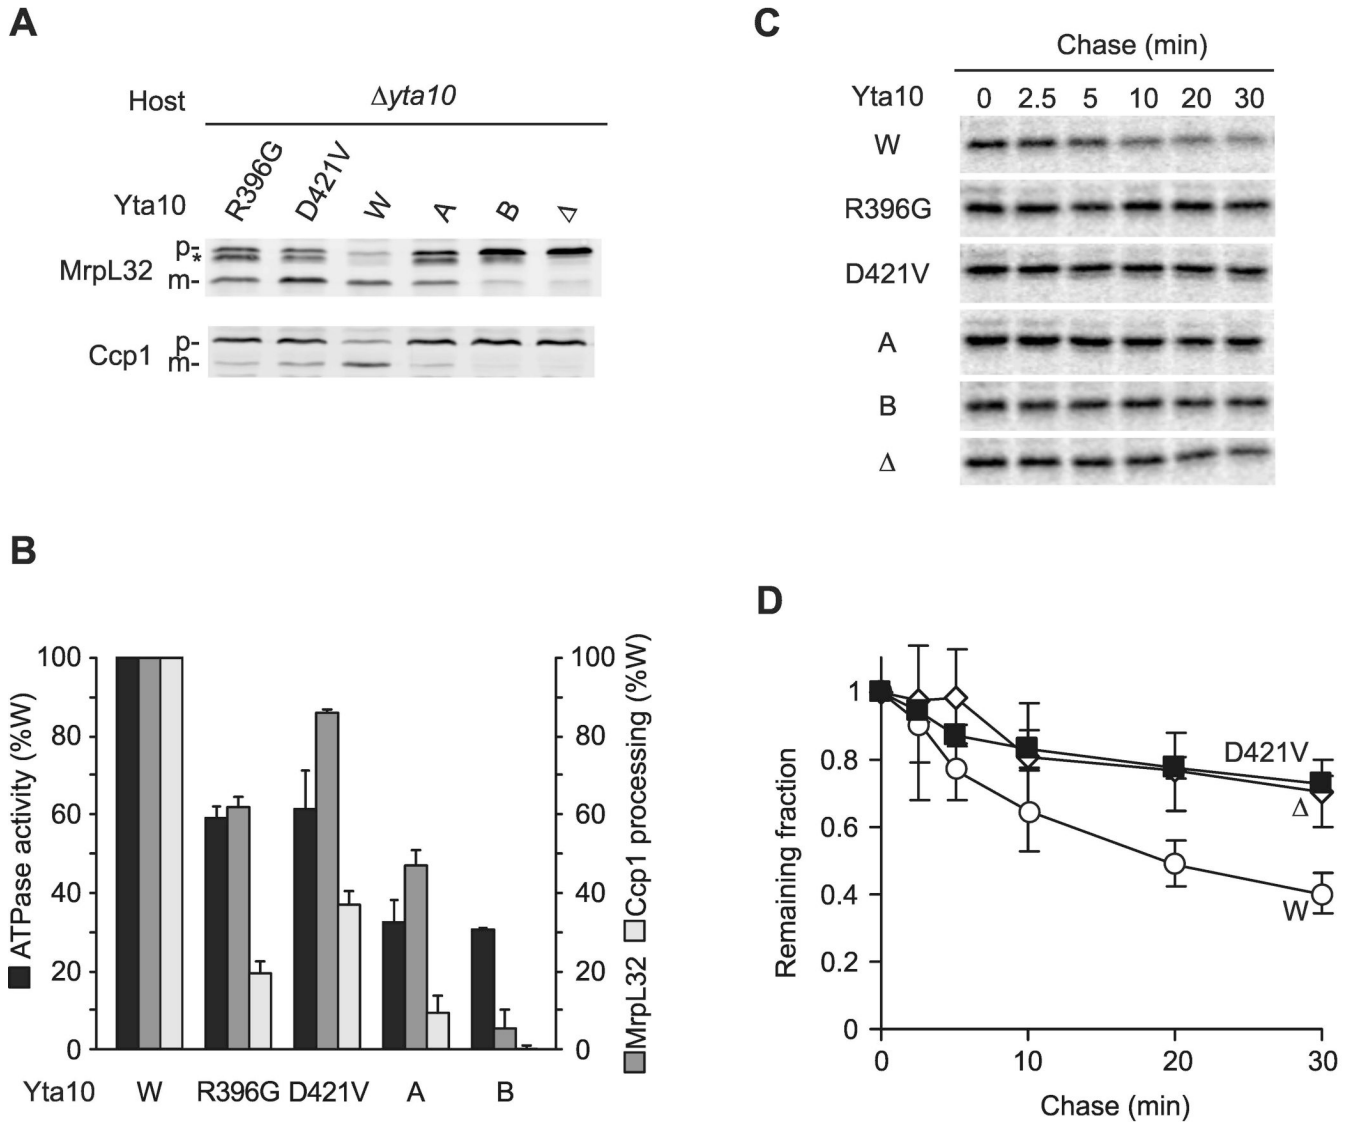 A
Host
Δyta10
Yta10
R396G
D421V
W
A
B
Δ
MrpL32
p-
*
m-
Ccp1
p-
m-
B
ATPase activity (%W)
100
80
60
40
20
0
100
80
60
40
20
0
MrpL32 Ccp1 processing (%W)
Yta10 W R396G D421V A B
C
Chase (min)
Yta10 0 2.5 5 10 20 30
W
R396G
D421V
A
B
Δ
D
Remaining fraction
1
0.8
0.6
0.4
0.2
0
D421V
Δ
W
0 10 20 30
Chase (min)